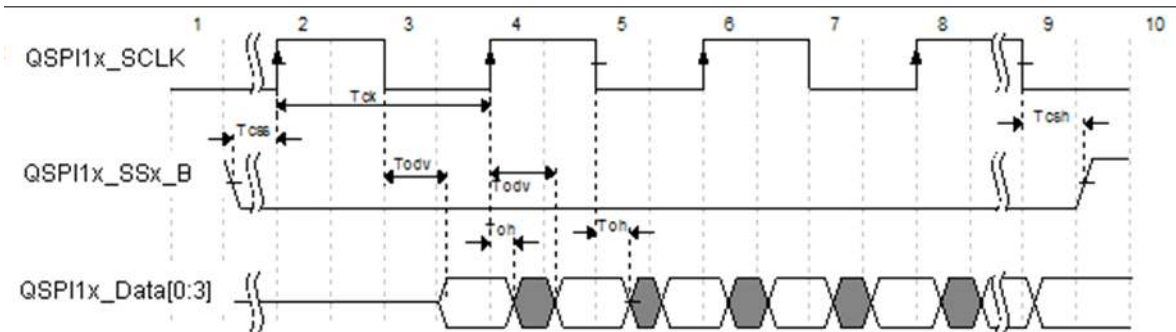 1 2 3 4 5 6 7 8 9 10
QSPI1x_SCLK
Tck
Tcss
Tcsh
QSPI1x_SSx_B
Todv
Todv
Toh
Toh
QSPI1x_Data[0:3]